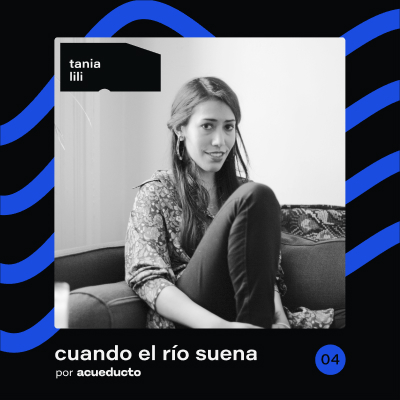 tania
lili
cuando el río suena
04
por acueducto